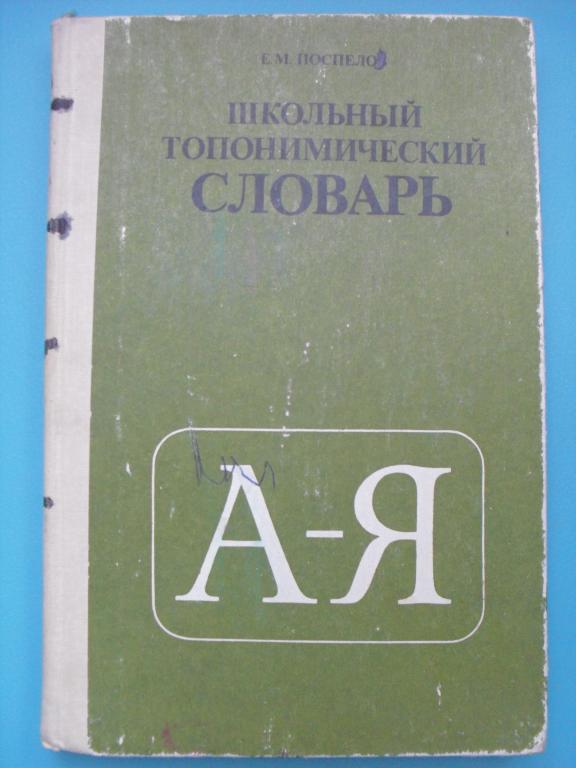 Е. М. ПОСПЕЛОВ
ШКОЛЬНЫЙ
ТОПОНИМИЧЕСКИЙ
СЛОВАРЬ
А-Я